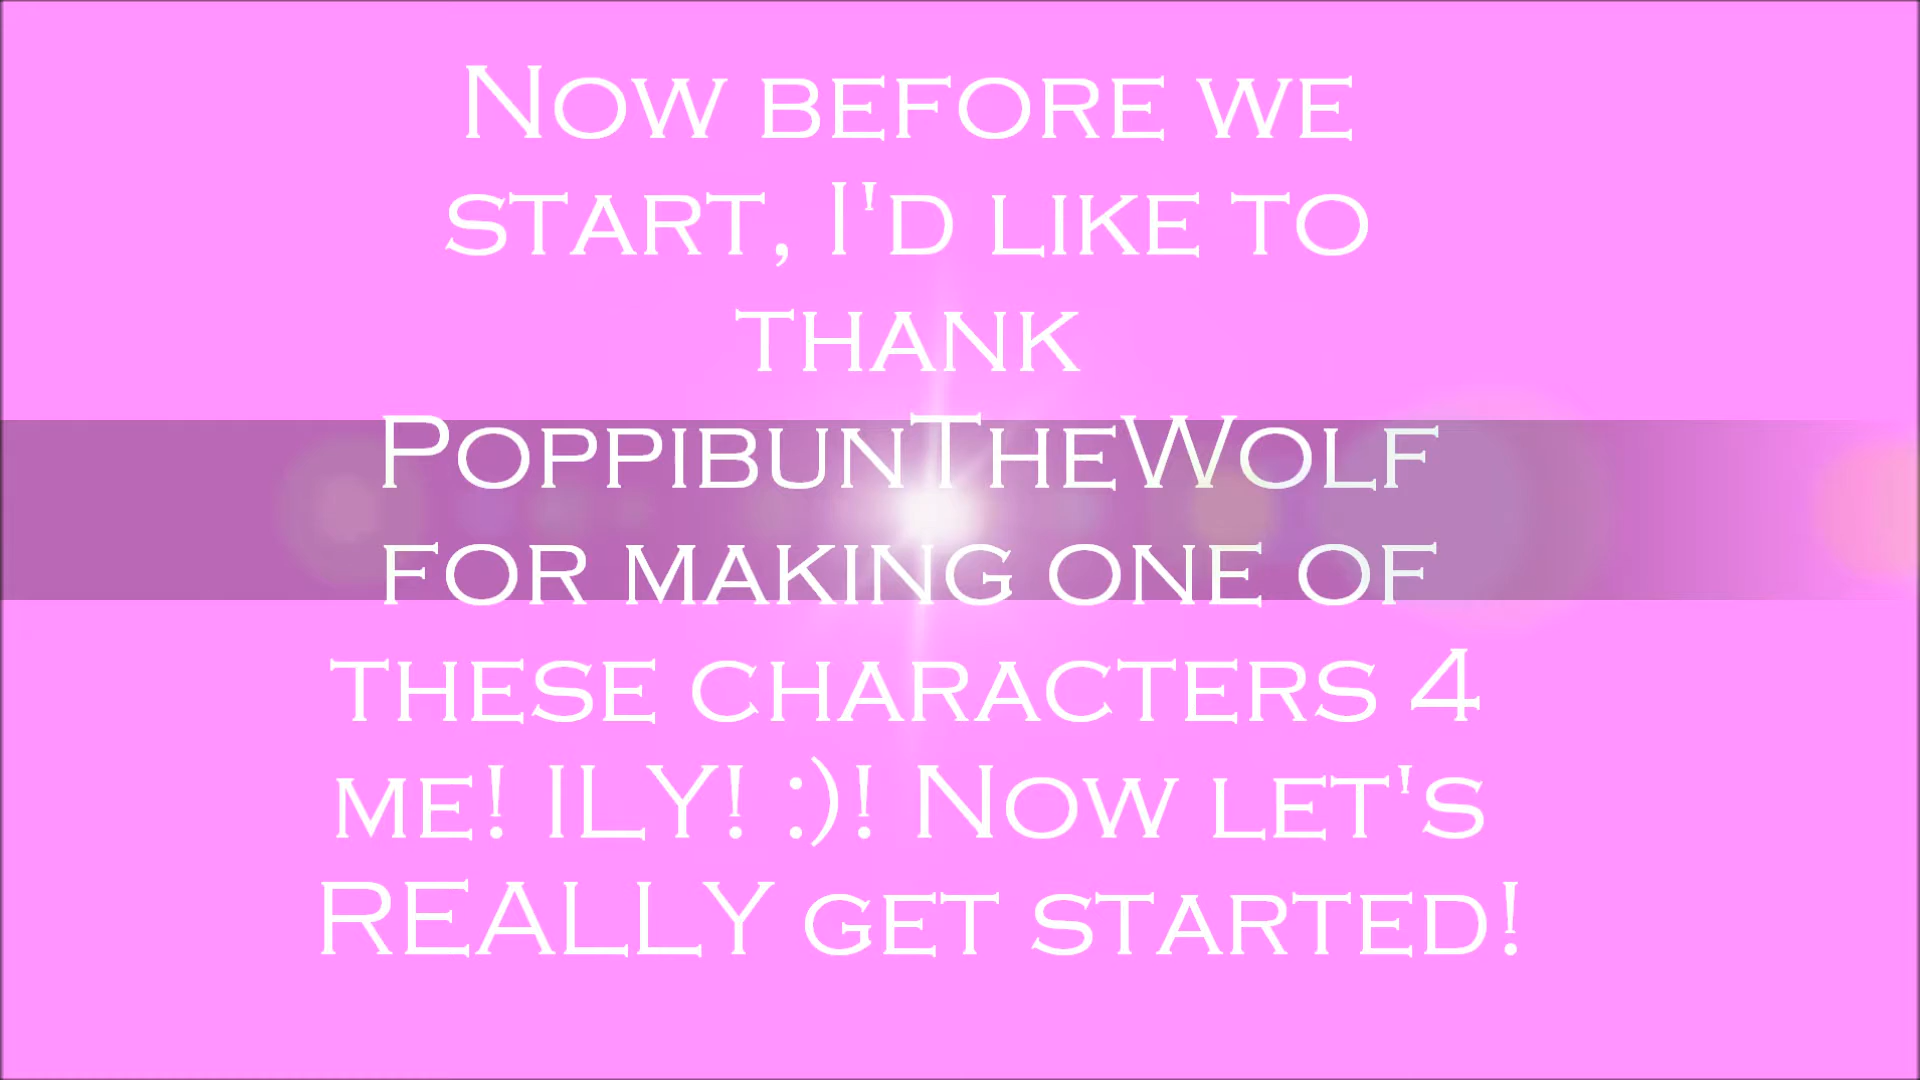 Now before we
start, I'd like to
thank
PoppibunTheWolf
for making one of
these characters 4
me! ILY! :)! Now let's
REALLY get started!